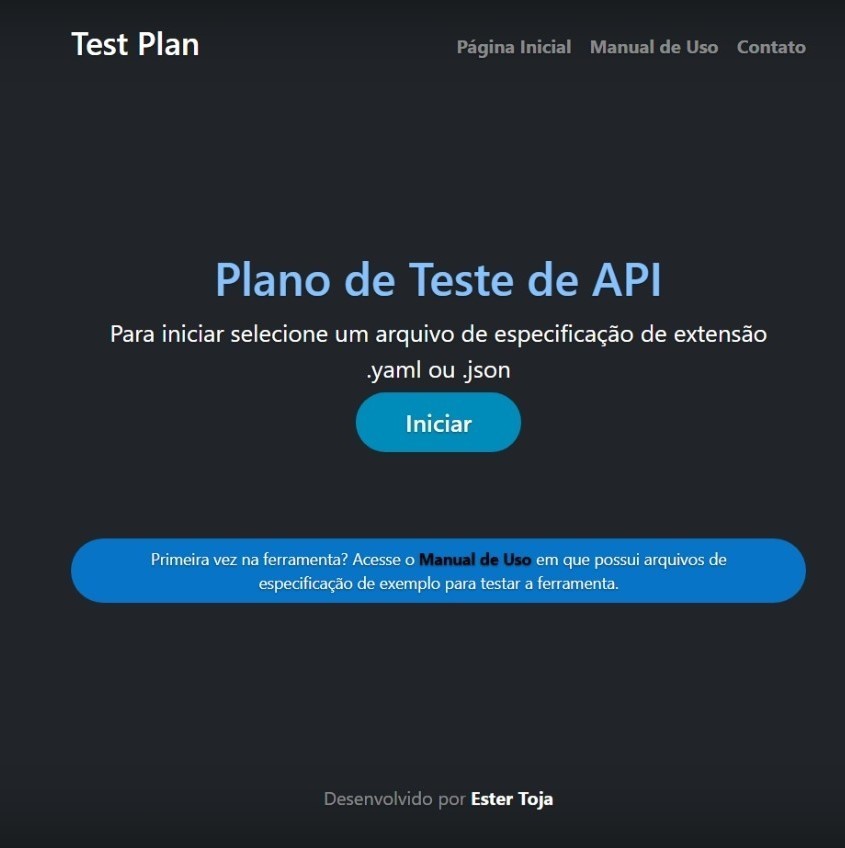 Test Plan
Página Inicial Manual de Uso Contato
Plano de Teste de API
Para iniciar selecione um arquivo de especificação de extensão
.yaml ou .json
Iniciar
Primeira vez na ferramenta? Acesse o Manual de Uso em que possui arquivos de
especificação de exemplo para testar a ferramenta.
Desenvolvido por Ester Toja